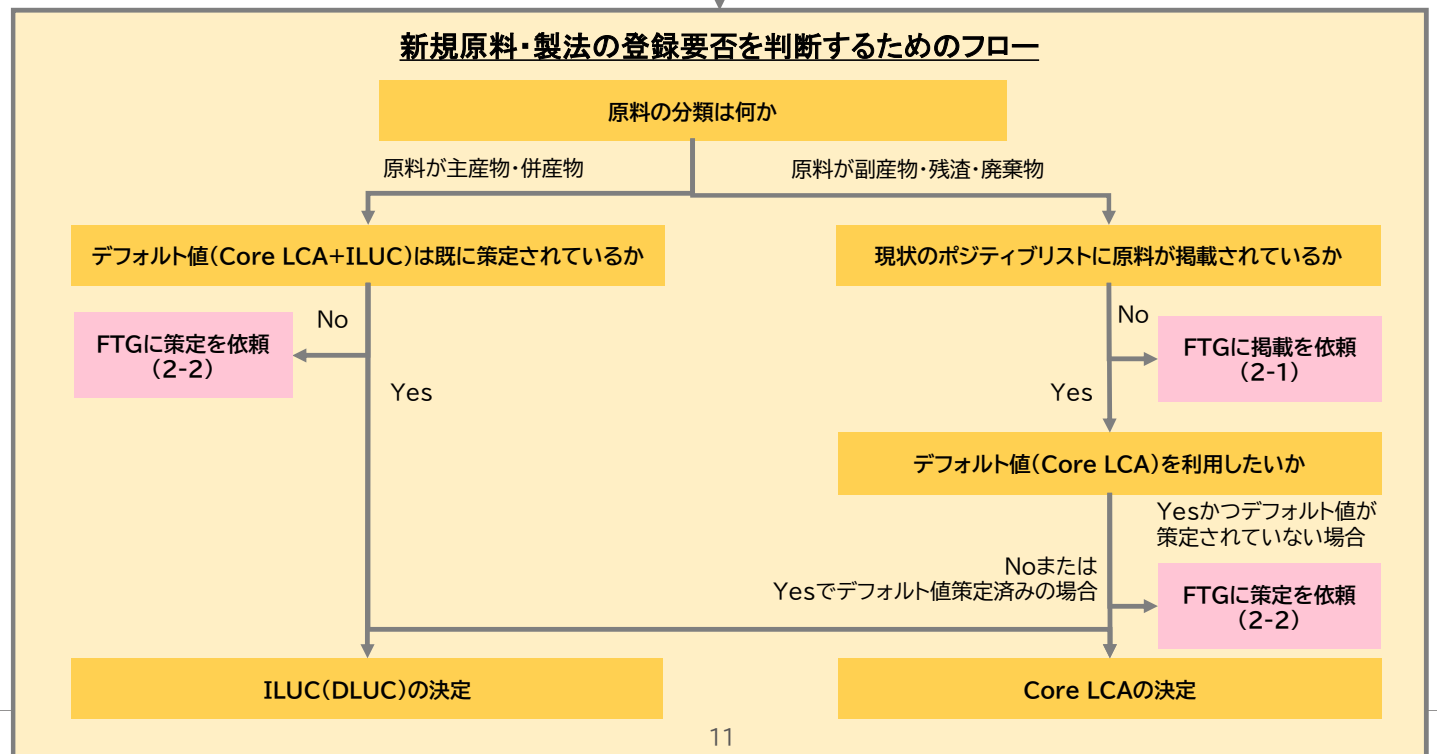 新規原料・製法の登録要否を判断するためのフロー
原料の分類は何か
原料が主産物・併産物
原料が副産物・残渣・廃棄物
デフォルト値(Core LCA+ILUC)は既に策定されているか
現状のポジティブリストに原料が掲載されているか
No
FTGに策定を依頼
(2-2)
Yes
No
FTGに掲載を依頼
(2-1)
Yes
デフォルト値(Core LCA)を利用したいか
Yesかつデフォルト値が
策定されていない場合
Noまたは
Yesでデフォルト値策定済みの場合
FTGに策定を依頼
(2-2)
ILUC(DLUC)の決定
Core LCAの決定
11